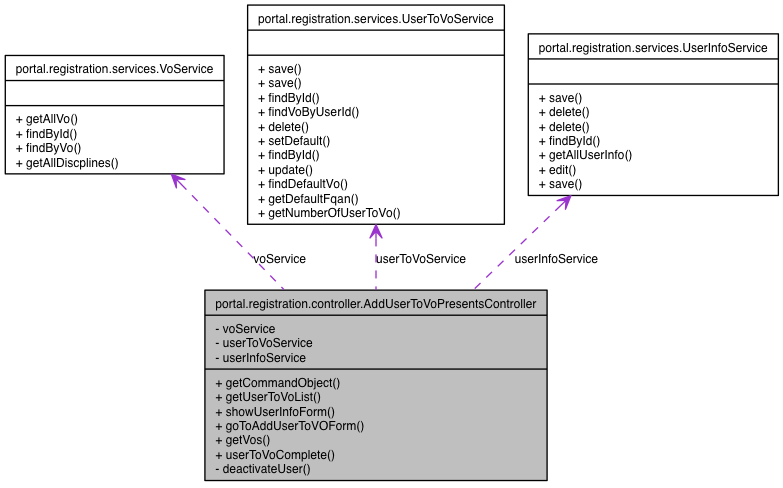 portal.registration.services.UserToVoService
+ save()
+ save()
+ findById()
+ findVoByUserId()
+ delete()
+ setDefault()
+ findById()
+ update()
+ findDefaultVo()
+ getDefaultFqan()
+ getNumberOfUserToVo()
portal.registration.services.VoService
+ getAllVo()
+ findById()
+ findByVo()
+ getAllDiscplines()
portal.registration.services.UserInfoService
+ save()
+ delete()
+ delete()
+ findById()
+ getAllUserInfo()
+ edit()
+ save()
voService
userToVoService
userInfoService
portal.registration.controller.AddUserToVoPresentsController
- voService
- userToVoService
- userInfoService
+ getCommandObject()
+ getUserToVoList()
+ showUserInfoForm()
+ goToAddUserToVOForm()
+ getVos()
+ userToVoComplete()
- deactivateUser()